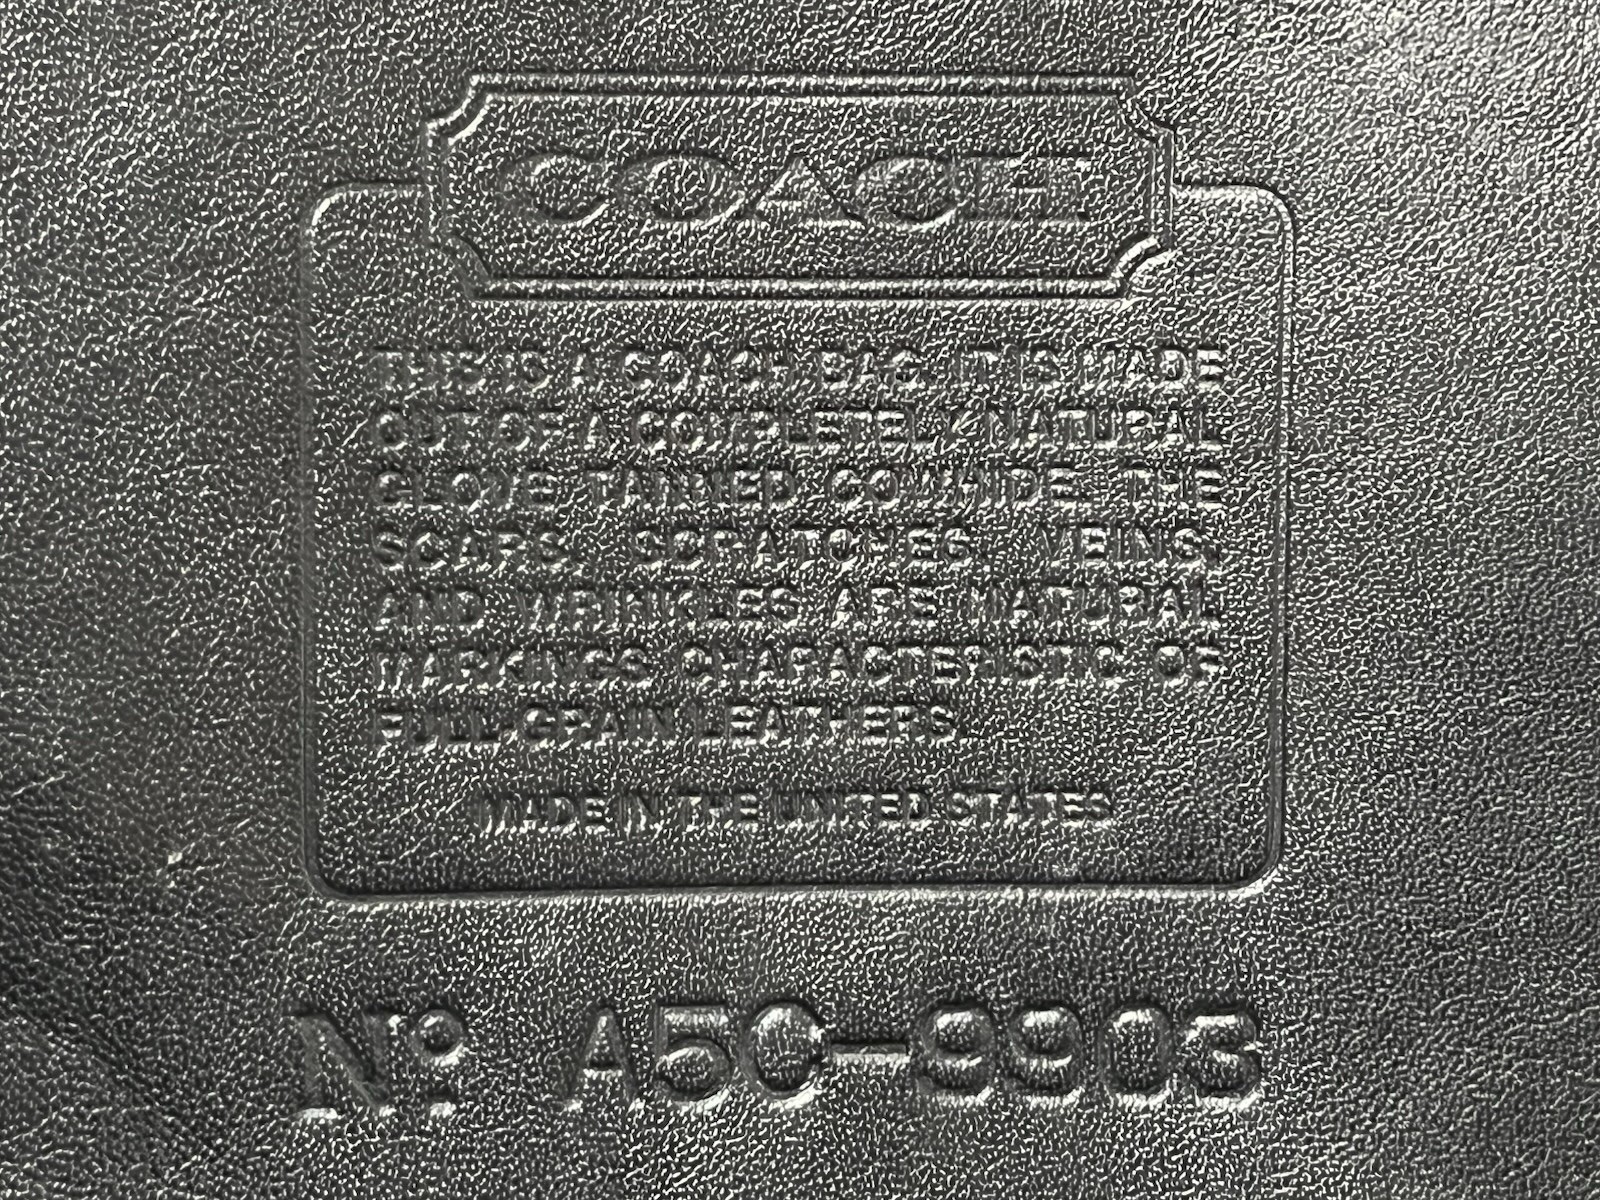 COACH
THIS IS A COACH BAG. IT IS MADE
OUT OF A COMPLETELY NATURAL
GLOVE TANNED COWHIDE. THE
SCARS, SCRATCHES, VEINS,
AND WRINKLES ARE NATURAL
MARKINGS CHARACTERISTIC OF
FULL-GRAIN LEATHERS.
MADE IN THE UNITED STATES
Nº A5C-9903